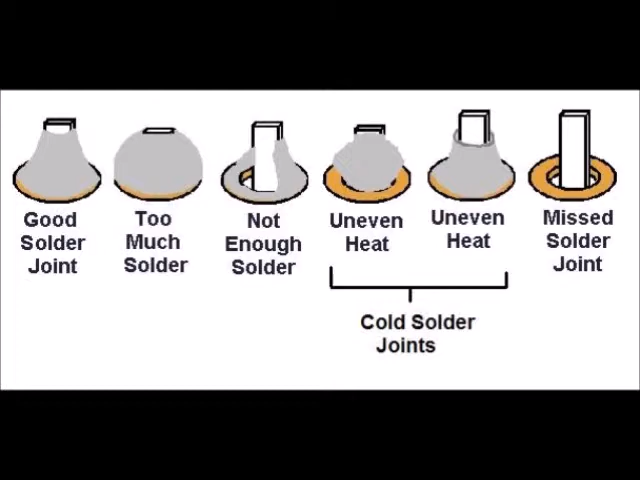 Good
Solder
Joint
Too
Much
Solder
Not
Enough
Solder
Uneven
Heat
Uneven
Heat
Missed
Solder
Joint
Cold Solder
Joints